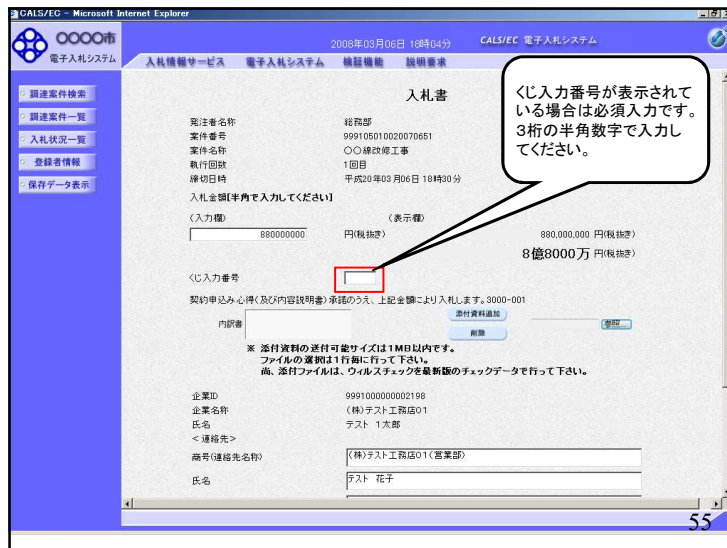 CALS/EC - Microsoft Internet Explorer
〇〇〇〇市
電子入札システム
2008年03月06日 18時04分
CALS/EC 電子入札システム
入札情報サービス 電子入札システム 検証機能 説明要求
調達案件検索
調達案件一覧
入札状況一覧
登録者情報
保存データ表示
入札書
くじ入力番号が表示されて
いる場合は必須入力です。
3桁の半角数字で入力し
てください。
発注者名称 総務部
案件番号 999105010020070651
案件名称 〇〇線改修工事
執行回数 1回目
締切日時 平成20年03月06日 18時30分
入札金額[半角で入力してください]
(入力欄) (表示欄)
880000000 円(税抜き) 880,000,000 円(税抜き)
8億8000万 円(税抜き)
くじ入力番号
契約申込み心得(及び内容説明書)承諾のうえ、上記金額により入札します。3000-001
内訳書
添付資料追加
参照...
削除
※ 添付資料の送付可能サイズは1MB以内です。
ファイルの選択は1行毎に行って下さい。
尚、添付ファイルは、ウィルスチェックを最新版のチェックデータで行って下さい。
企業ID 9991000000002198
企業名称 (株)テスト工務店01
氏名 テスト 1太郎
<連絡先>
商号(連絡先名称) (株)テスト工務店01(営業部)
氏名 テスト 花子
55